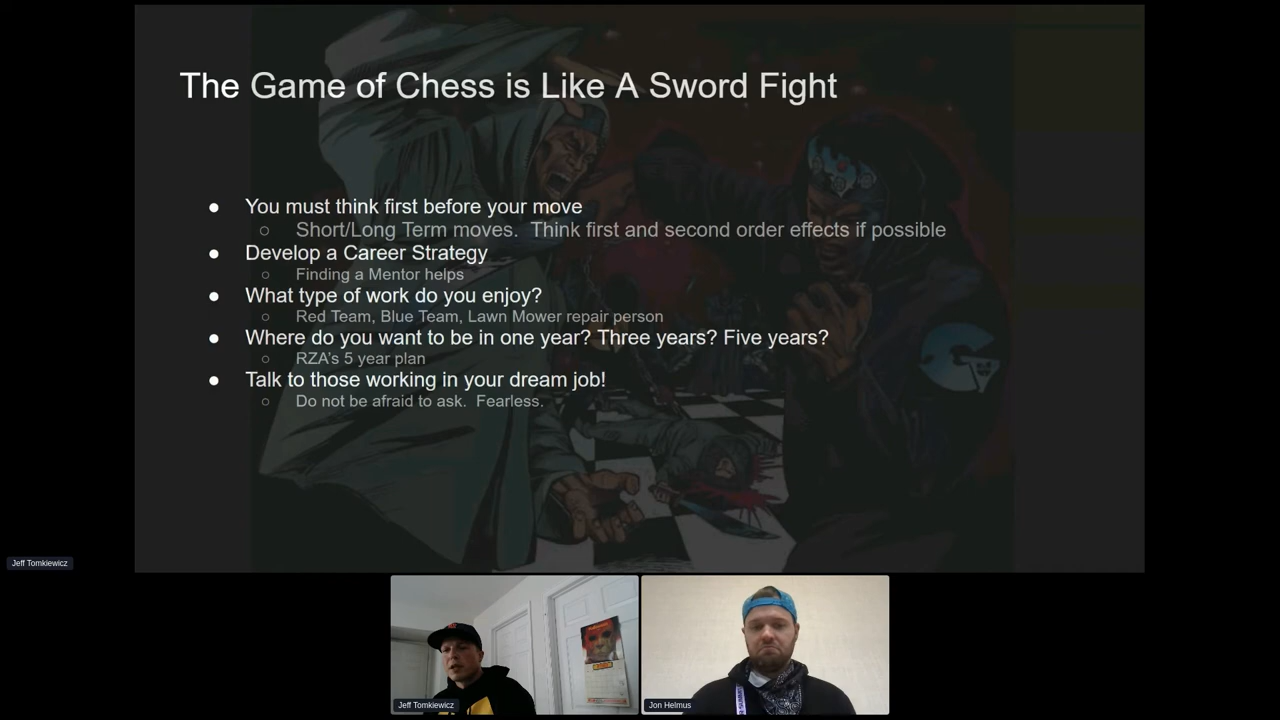 The Game of Chess is Like A Sword Fight
● You must think first before your move
○ Short/Long Term moves.  Think first and second order effects if possible
● Develop a Career Strategy
○ Finding a Mentor helps
● What type of work do you enjoy?
○ Red Team, Blue Team, Lawn Mower repair person
● Where do you want to be in one year? Three years? Five years?
○ RZA's 5 year plan
● Talk to those working in your dream job!
○ Do not be afraid to ask.  Fearless.
Jeff Tomkiewicz
Jeff Tomkiewicz
Jon Helmus